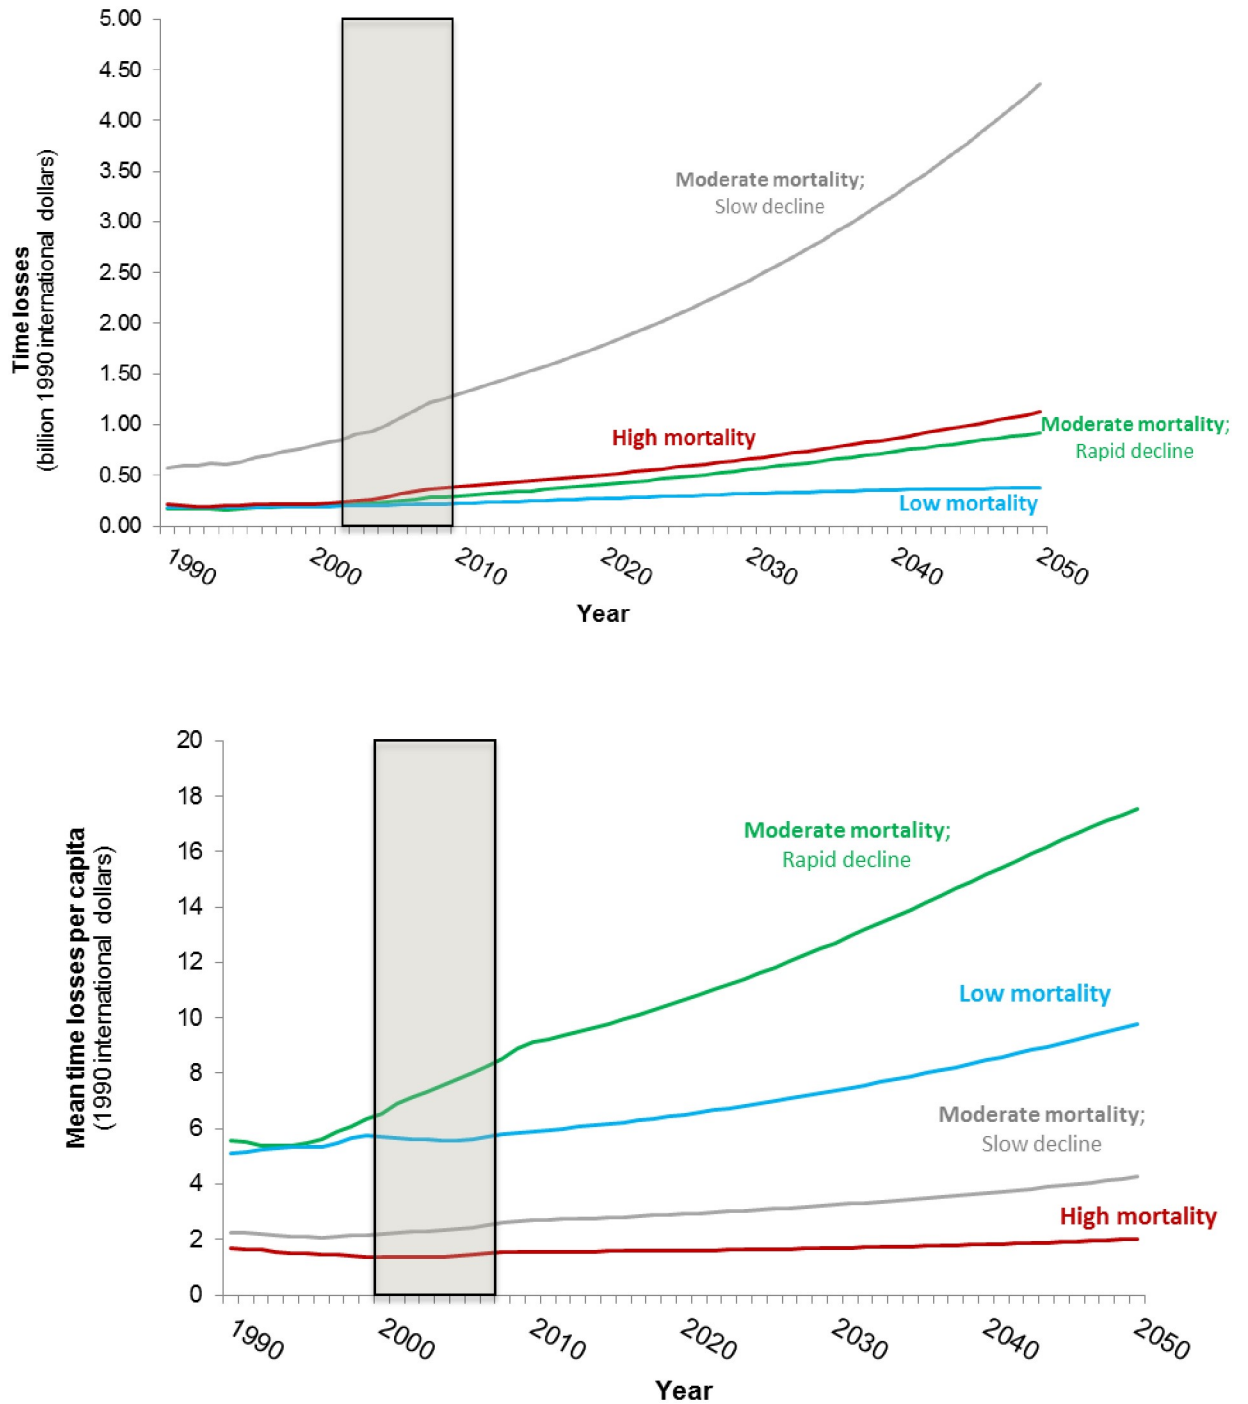 5.00
4.50
4.00
3.50
3.00
2.50
2.00
1.50
1.00
0.50
0.00
Time losses
(billion 1990 international dollars)
Moderate mortality;
Slow decline
High mortality
Moderate mortality;
Rapid decline
Low mortality
1990
2000
2010
2020
2030
2040
2050
Year
20
18
16
14
12
10
8
6
4
2
0
Mean time losses per capita
(1990 international dollars)
Moderate mortality;
Rapid decline
Low mortality
Moderate mortality;
Slow decline
High mortality
1990
2000
2010
2020
2030
2040
2050
Year